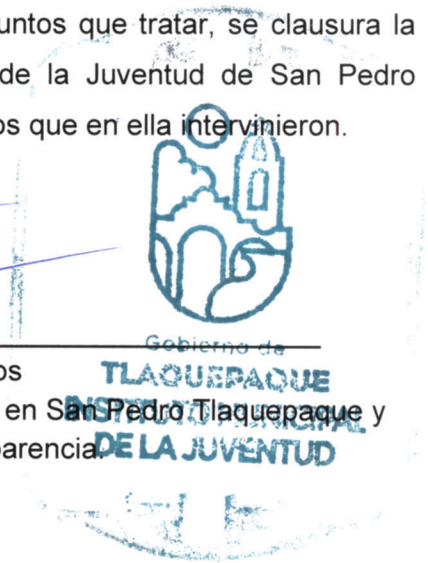 untos que tratar, se clausura la
de la Juventud de San Pedro
os que en ella intervinieron.
Gobierno de
TLAQUEPAQUE
INSTITUTO MUNICIPAL
DE LA JUVENTUD
os
en San Pedro Tlaquepaque y
parencia.